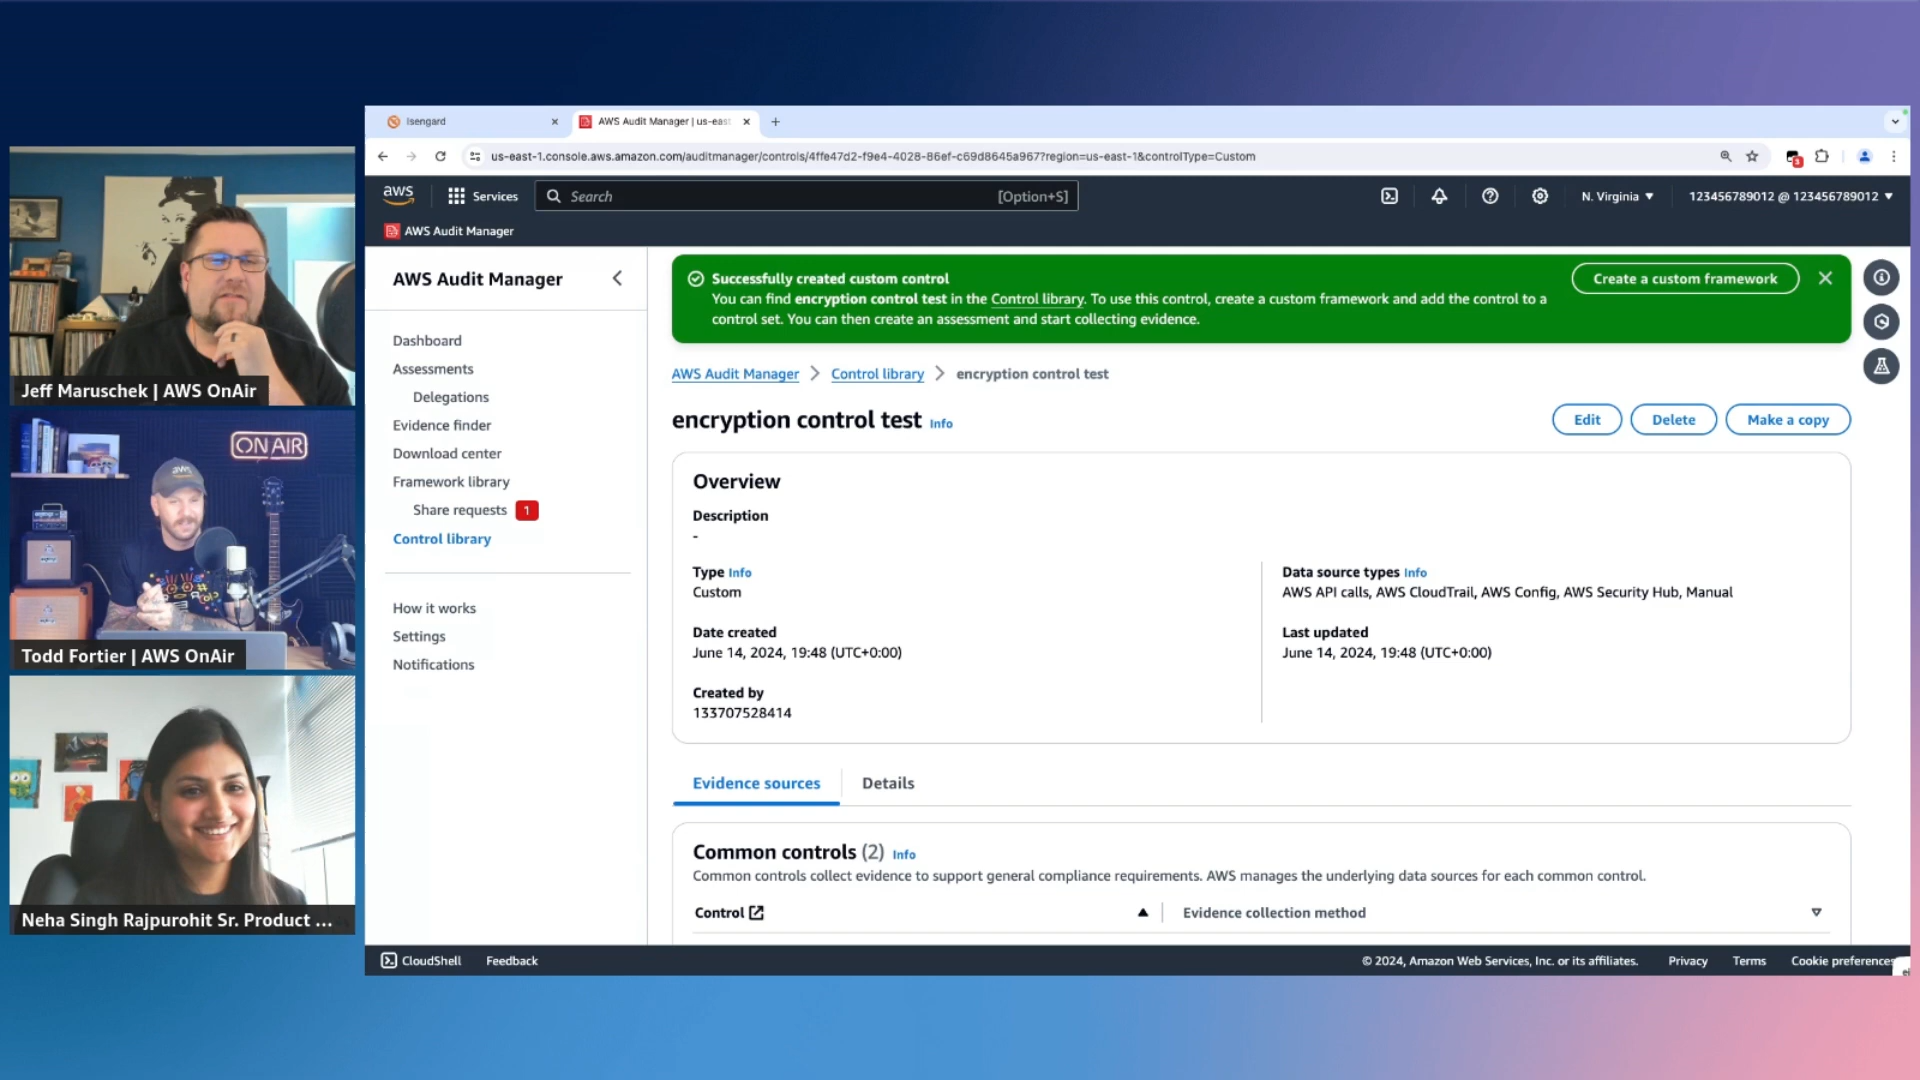 Jeff Maruschek | AWS OnAir
ON AIR
aws
Todd Fortier | AWS OnAir
Neha Singh Rajpurohit Sr. Product ...
Isengard
AWS Audit Manager | us-east
us-east-1.console.aws.amazon.com/auditmanager/controls/4ffe47d2-f9e4-4028-86ef-c69d8645a967?region=us-east-1&controlType=Custom
aws
Services
Search
[Option+S]
N. Virginia
123456789012 @ 123456789012
AWS Audit Manager
AWS Audit Manager
Dashboard
Assessments
Delegations
Evidence finder
Download center
Framework library
Share requests 1
Control library
How it works
Settings
Notifications
Successfully created custom control
You can find encryption control test in the Control library. To use this control, create a custom framework and add the control to a
control set. You can then create an assessment and start collecting evidence.
Create a custom framework
AWS Audit Manager > Control library > encryption control test
encryption control test Info
Edit
Delete
Make a copy
Overview
Description
-
Type Info
Custom
Date created
June 14, 2024, 19:48 (UTC+0:00)
Created by
133707528414
Data source types Info
AWS API calls, AWS CloudTrail, AWS Config, AWS Security Hub, Manual
Last updated
June 14, 2024, 19:48 (UTC+0:00)
Evidence sources
Details
Common controls (2) Info
Common controls collect evidence to support general compliance requirements. AWS manages the underlying data sources for each common control.
Control
Evidence collection method
CloudShell
Feedback
© 2024, Amazon Web Services, Inc. or its affiliates.
Privacy
Terms
Cookie preferences